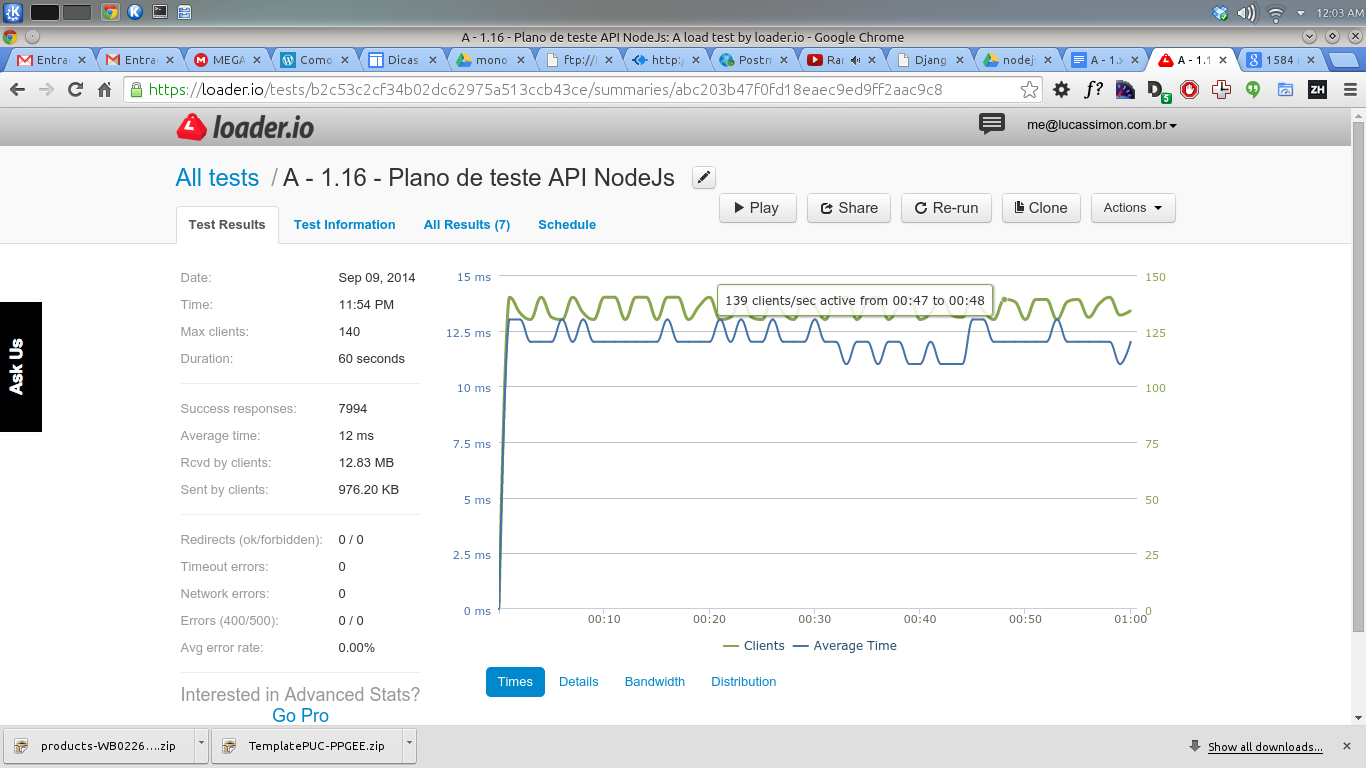 12:03 AM
A - 1.16 - Plano de teste API NodeJs: A load test by loader.io - Google Chrome
Entra Entra MEGA Como Dicas mono ftp://l http: Postm Rai Djang nodej A - 1. A - 1.1 1584
https://loader.io/tests/b2c53c2cf34b02dc62975a513ccb43ce/summaries/abc203b47f0fd18eaec9ed9ff2aac9c8
f? D 5 ZH
loader.io
me@lucassimon.com.br
All tests / A - 1.16 - Plano de teste API NodeJs
Play Share Re-run Clone Actions
Test Results Test Information All Results (7) Schedule
Date: Sep 09, 2014
Time: 11:54 PM
Max clients: 140
Duration: 60 seconds
Success responses: 7994
Average time: 12 ms
Rcvd by clients: 12.83 MB
Sent by clients: 976.20 KB
Redirects (ok/forbidden): 0 / 0
Timeout errors: 0
Network errors: 0
Errors (400/500): 0 / 0
Avg error rate: 0.00%
Interested in Advanced Stats?
Go Pro
Ask Us
15 ms 150
139 clients/sec active from 00:47 to 00:48
12.5 ms 125
10 ms 100
7.5 ms 75
5 ms 50
2.5 ms 25
0 ms 0
00:10 00:20 00:30 00:40 00:50 01:00
Clients Average Time
Times Details Bandwidth Distribution
products-WB0226....zip TemplatePUC-PPGEE.zip Show all downloads...